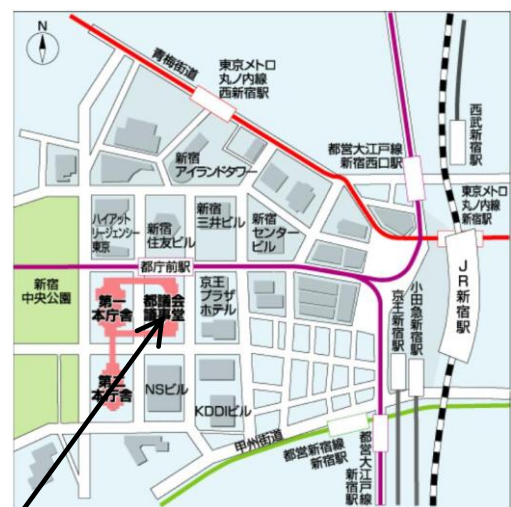 N
青梅街道
東京メトロ
丸ノ内線
西新宿駅
西武新宿駅
都営大江戸線
新宿西口駅
新宿
アイランドタワー
東京メトロ
丸ノ内線
新宿駅
ハイアット
リージェンシー
東京
新宿
住友ビル
新宿
三井ビル
新宿
センター
ビル
都庁前駅
JR新宿駅
新宿
中央公園
第一
本庁舎
都議会
議事堂
京王
プラザ
ホテル
小田急新宿駅
京王新宿駅
第二
本庁舎
NSビル
KDDIビル
甲州街道
都営新宿線
新宿駅
都営大江戸線
新宿駅